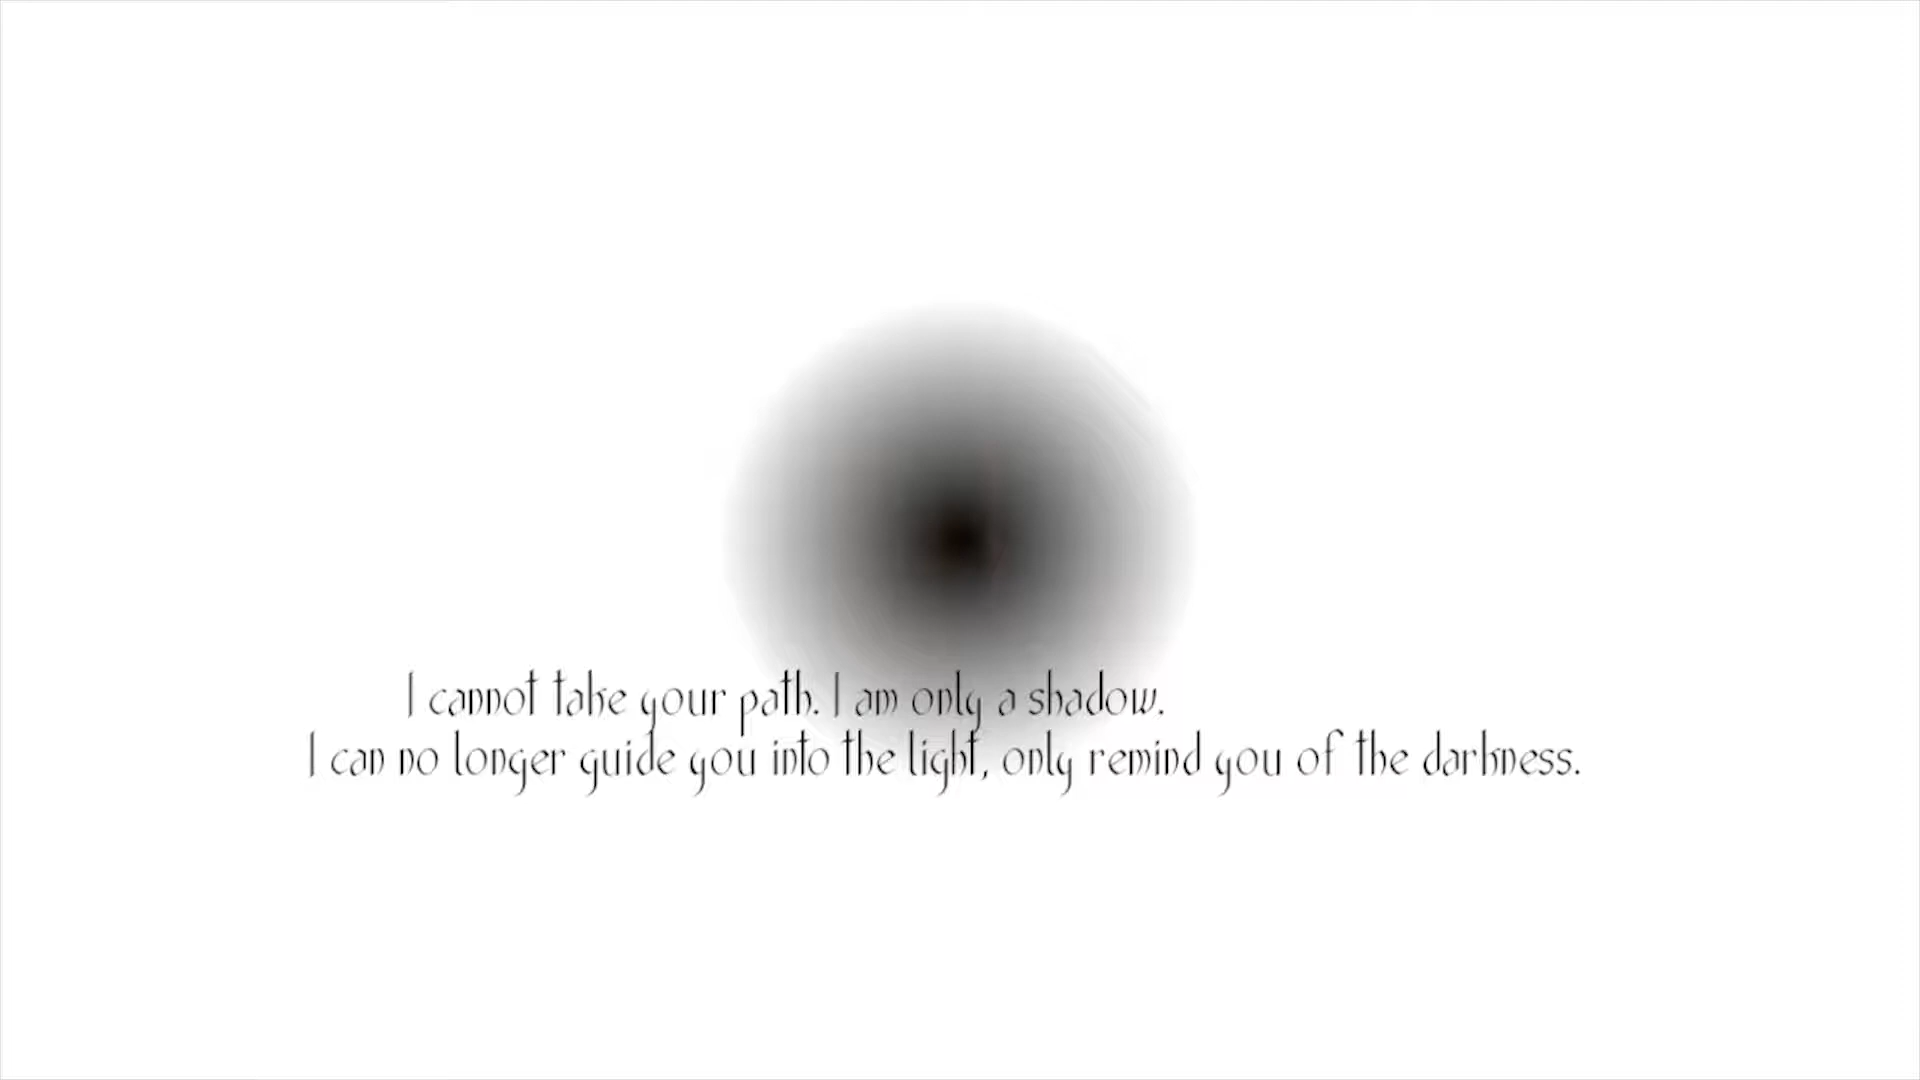 I cannot take your path. I am only a shadow.
I can no longer guide you into the light, only remind you of the darkness.